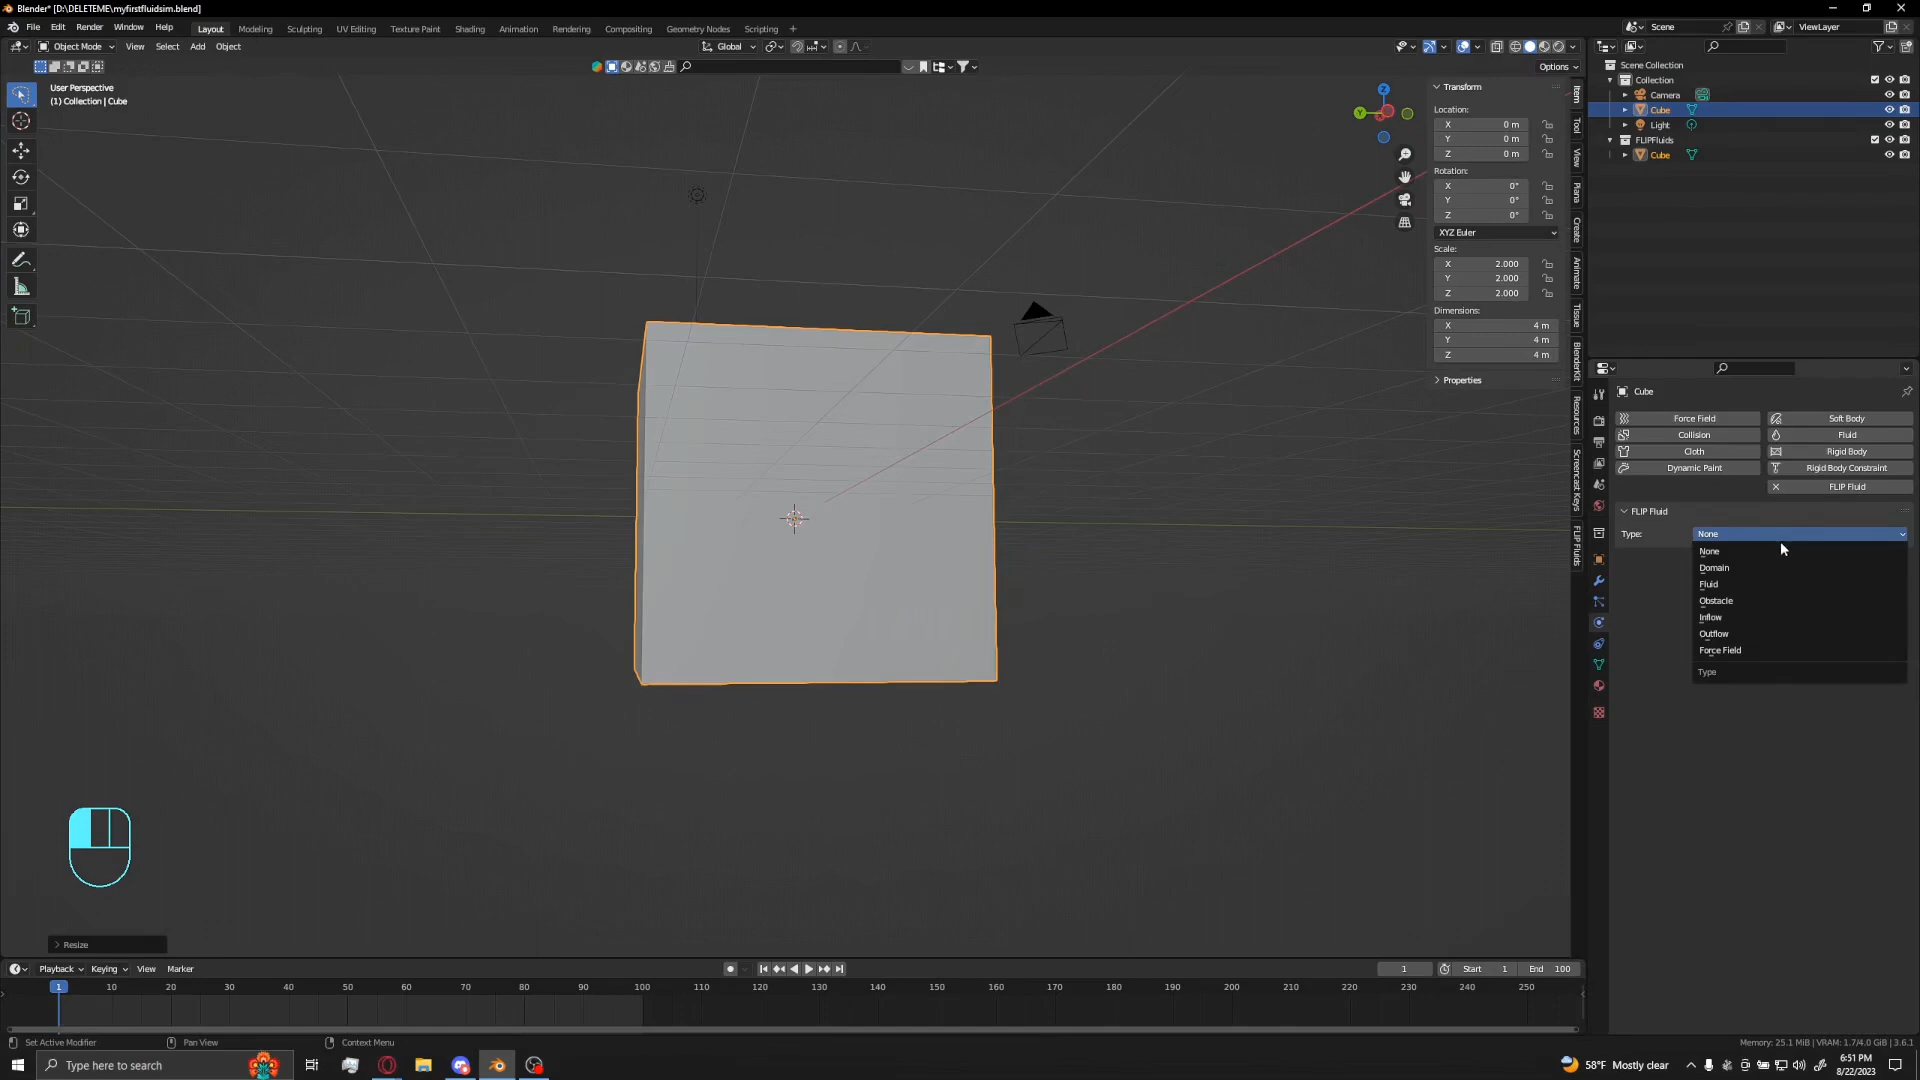 Blender* [D:\DELETEME\myfirstfluidsim.blend]
File Edit Render Window Help Layout Modeling Sculpting UV Editing Texture Paint Shading Animation Rendering Compositing Geometry Nodes Scripting + Scene ViewLayer
Object Mode View Select Add Object Global
Options
User Perspective
(1) Collection | Cube
Transform
Location:
X 0 m
Y 0 m
Z 0 m
Rotation:
X 0°
Y 0°
Z 0°
XYZ Euler
Scale:
X 2.000
Y 2.000
Z 2.000
Dimensions:
X 4 m
Y 4 m
Z 4 m
Properties
Z
Y
X
Item
Tool
View
Create
Animate
Tissue
BlenderKit
Resources
Screencast Keys
FLIP Fluids
Scene Collection
Collection
Camera
Cube
Light
FLIPFluids
Cube
Cube
Force Field Soft Body
Collision Fluid
Cloth Rigid Body
Dynamic Paint Rigid Body Constraint
FLIP Fluid
FLIP Fluid
Type: None
None
Domain
Fluid
Obstacle
Inflow
Outflow
Force Field
Type
Resize
Playback Keying View Marker 1 Start 1 End 100
1 10 20 30 40 50 60 70 80 90 100 110 120 130 140 150 160 170 180 190 200 210 220 230 240 250
Set Active Modifier Pan View Context Menu Memory: 25.1 MiB | VRAM: 1.7/4.0 GiB | 3.6.1
Type here to search 58°F Mostly clear 6:51 PM
8/22/2023